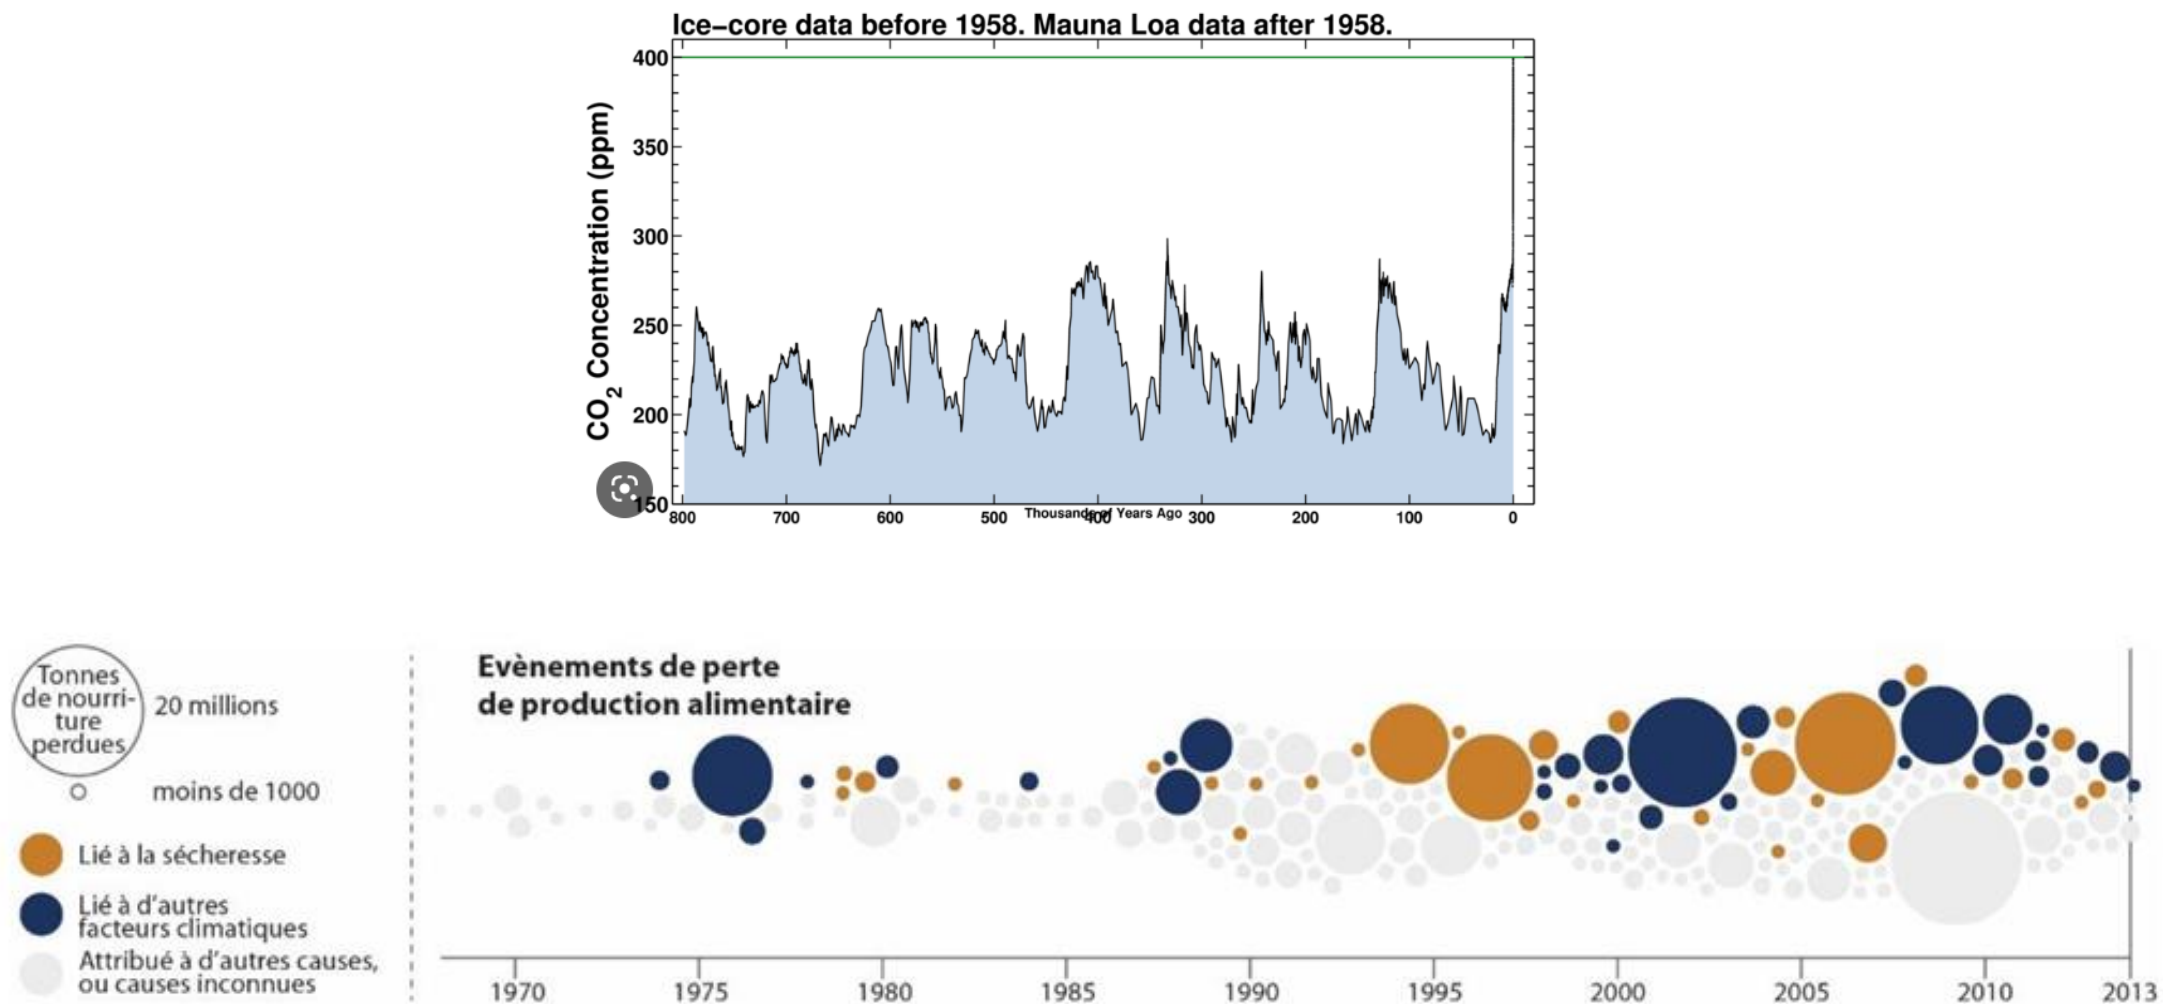 Ice-core data before 1958. Mauna Loa data after 1958.
400
350
300
250
200
150
CO2 Concentration (ppm)
800 700 600 500 400 300 200 100 0
Thousands of Years Ago
Evènements de perte
de production alimentaire
Tonnes
de nourri-
ture
perdues
20 millions
moins de 1000
Lié à la sécheresse
Lié à d'autres
facteurs climatiques
Attribué à d'autres causes,
ou causes inconnues
1970 1975 1980 1985 1990 1995 2000 2005 2010 2013